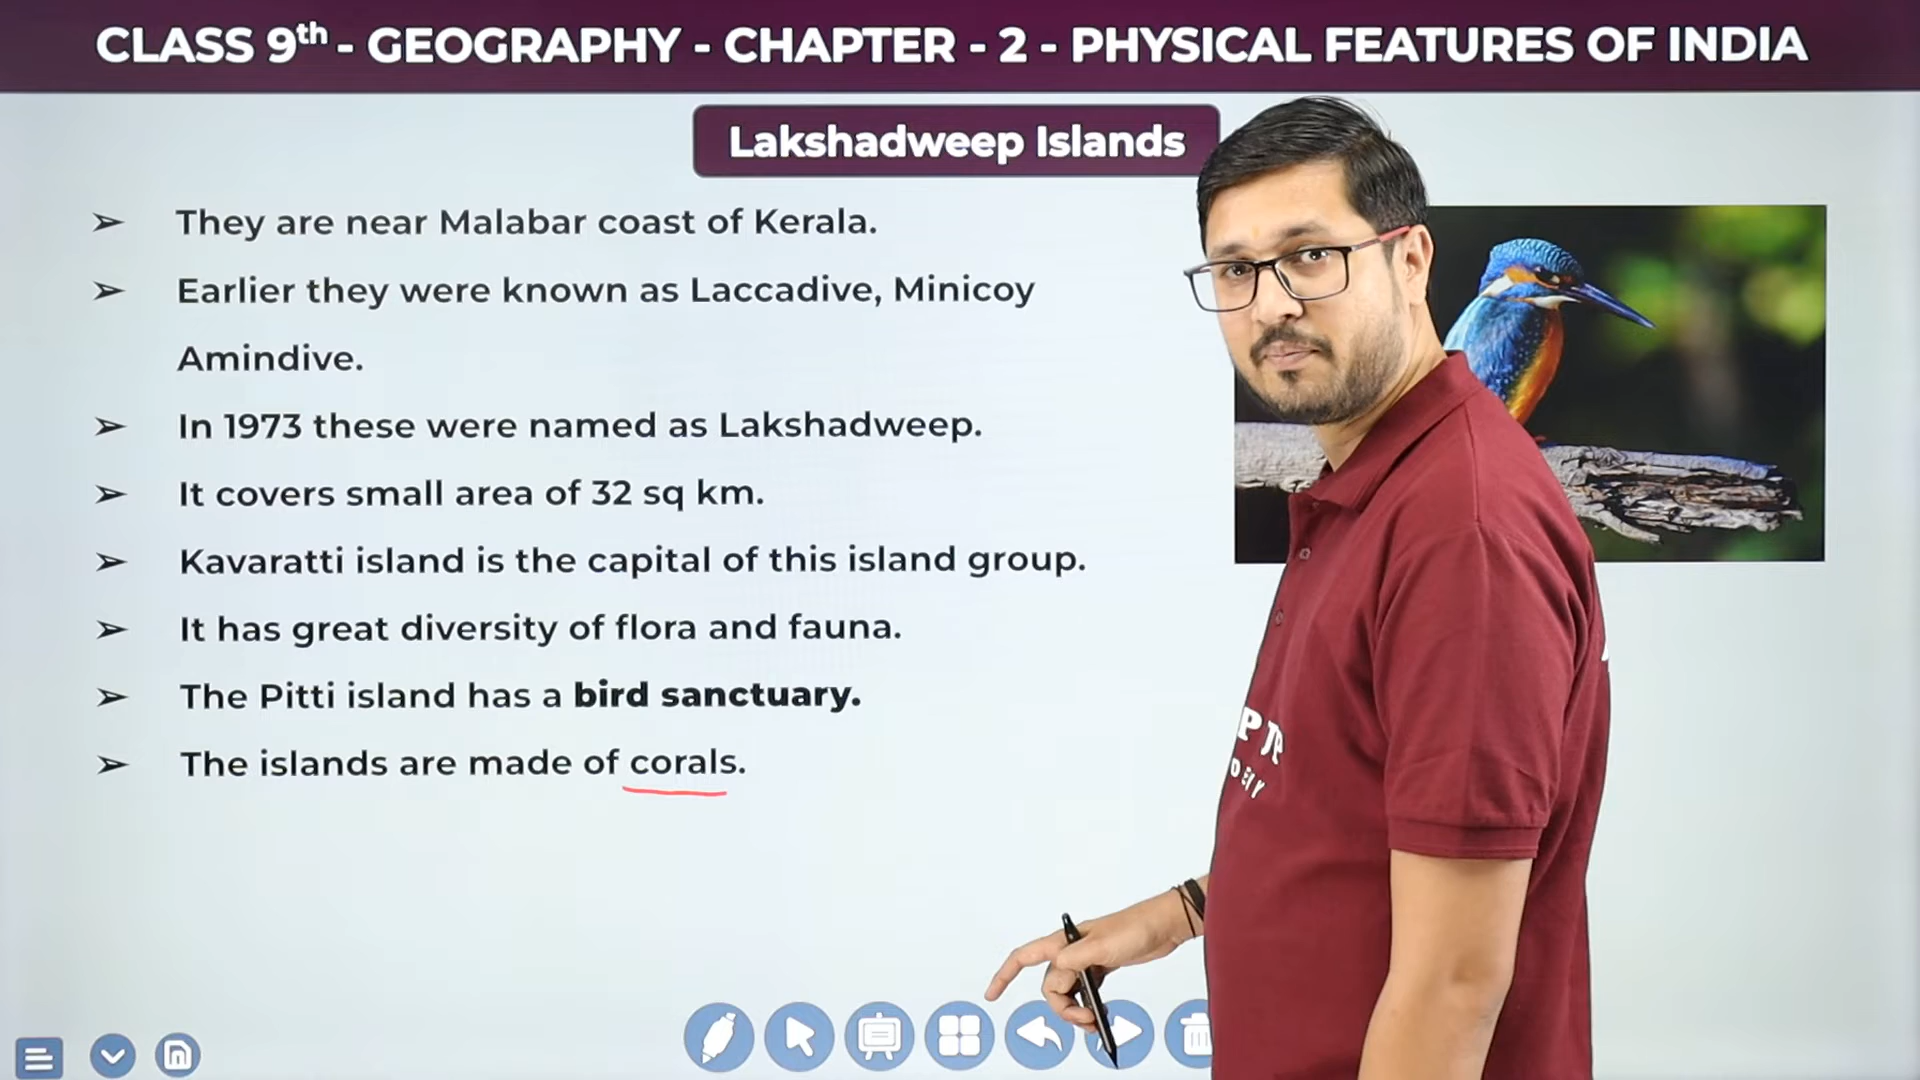 CLASS 9th - GEOGRAPHY - CHAPTER - 2 - PHYSICAL FEATURES OF INDIA
Lakshadweep Islands
➢ They are near Malabar coast of Kerala.
➢ Earlier they were known as Laccadive, Minicoy
Amindive.
➢ In 1973 these were named as Lakshadweep.
➢ It covers small area of 32 sq km.
➢ Kavaratti island is the capital of this island group.
➢ It has great diversity of flora and fauna.
➢ The Pitti island has a bird sanctuary.
➢ The islands are made of corals.